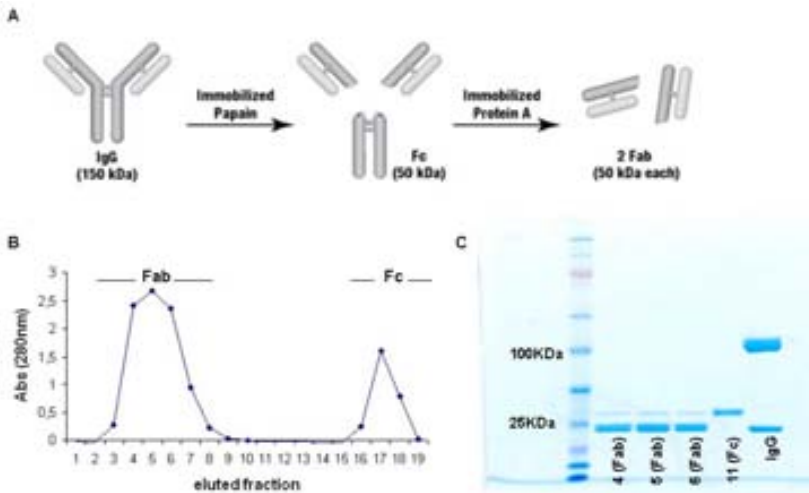 A
Immobilized
Papain
Immobilized
Protein A
IgG
(150 kDa)
Fc
(50 kDa)
2 Fab
(50 kDa each)
B
Fab
Fc
3
2,5
2
1,5
1
0,5
0
Abs (280nm)
1 2 3 4 5 6 7 8 9 10 11 12 13 14 15 16 17 18 19
eluted fraction
C
100KDa
25KDa
4 (Fab)
5 (Fab)
6 (Fab)
11 (Fc)
IgG